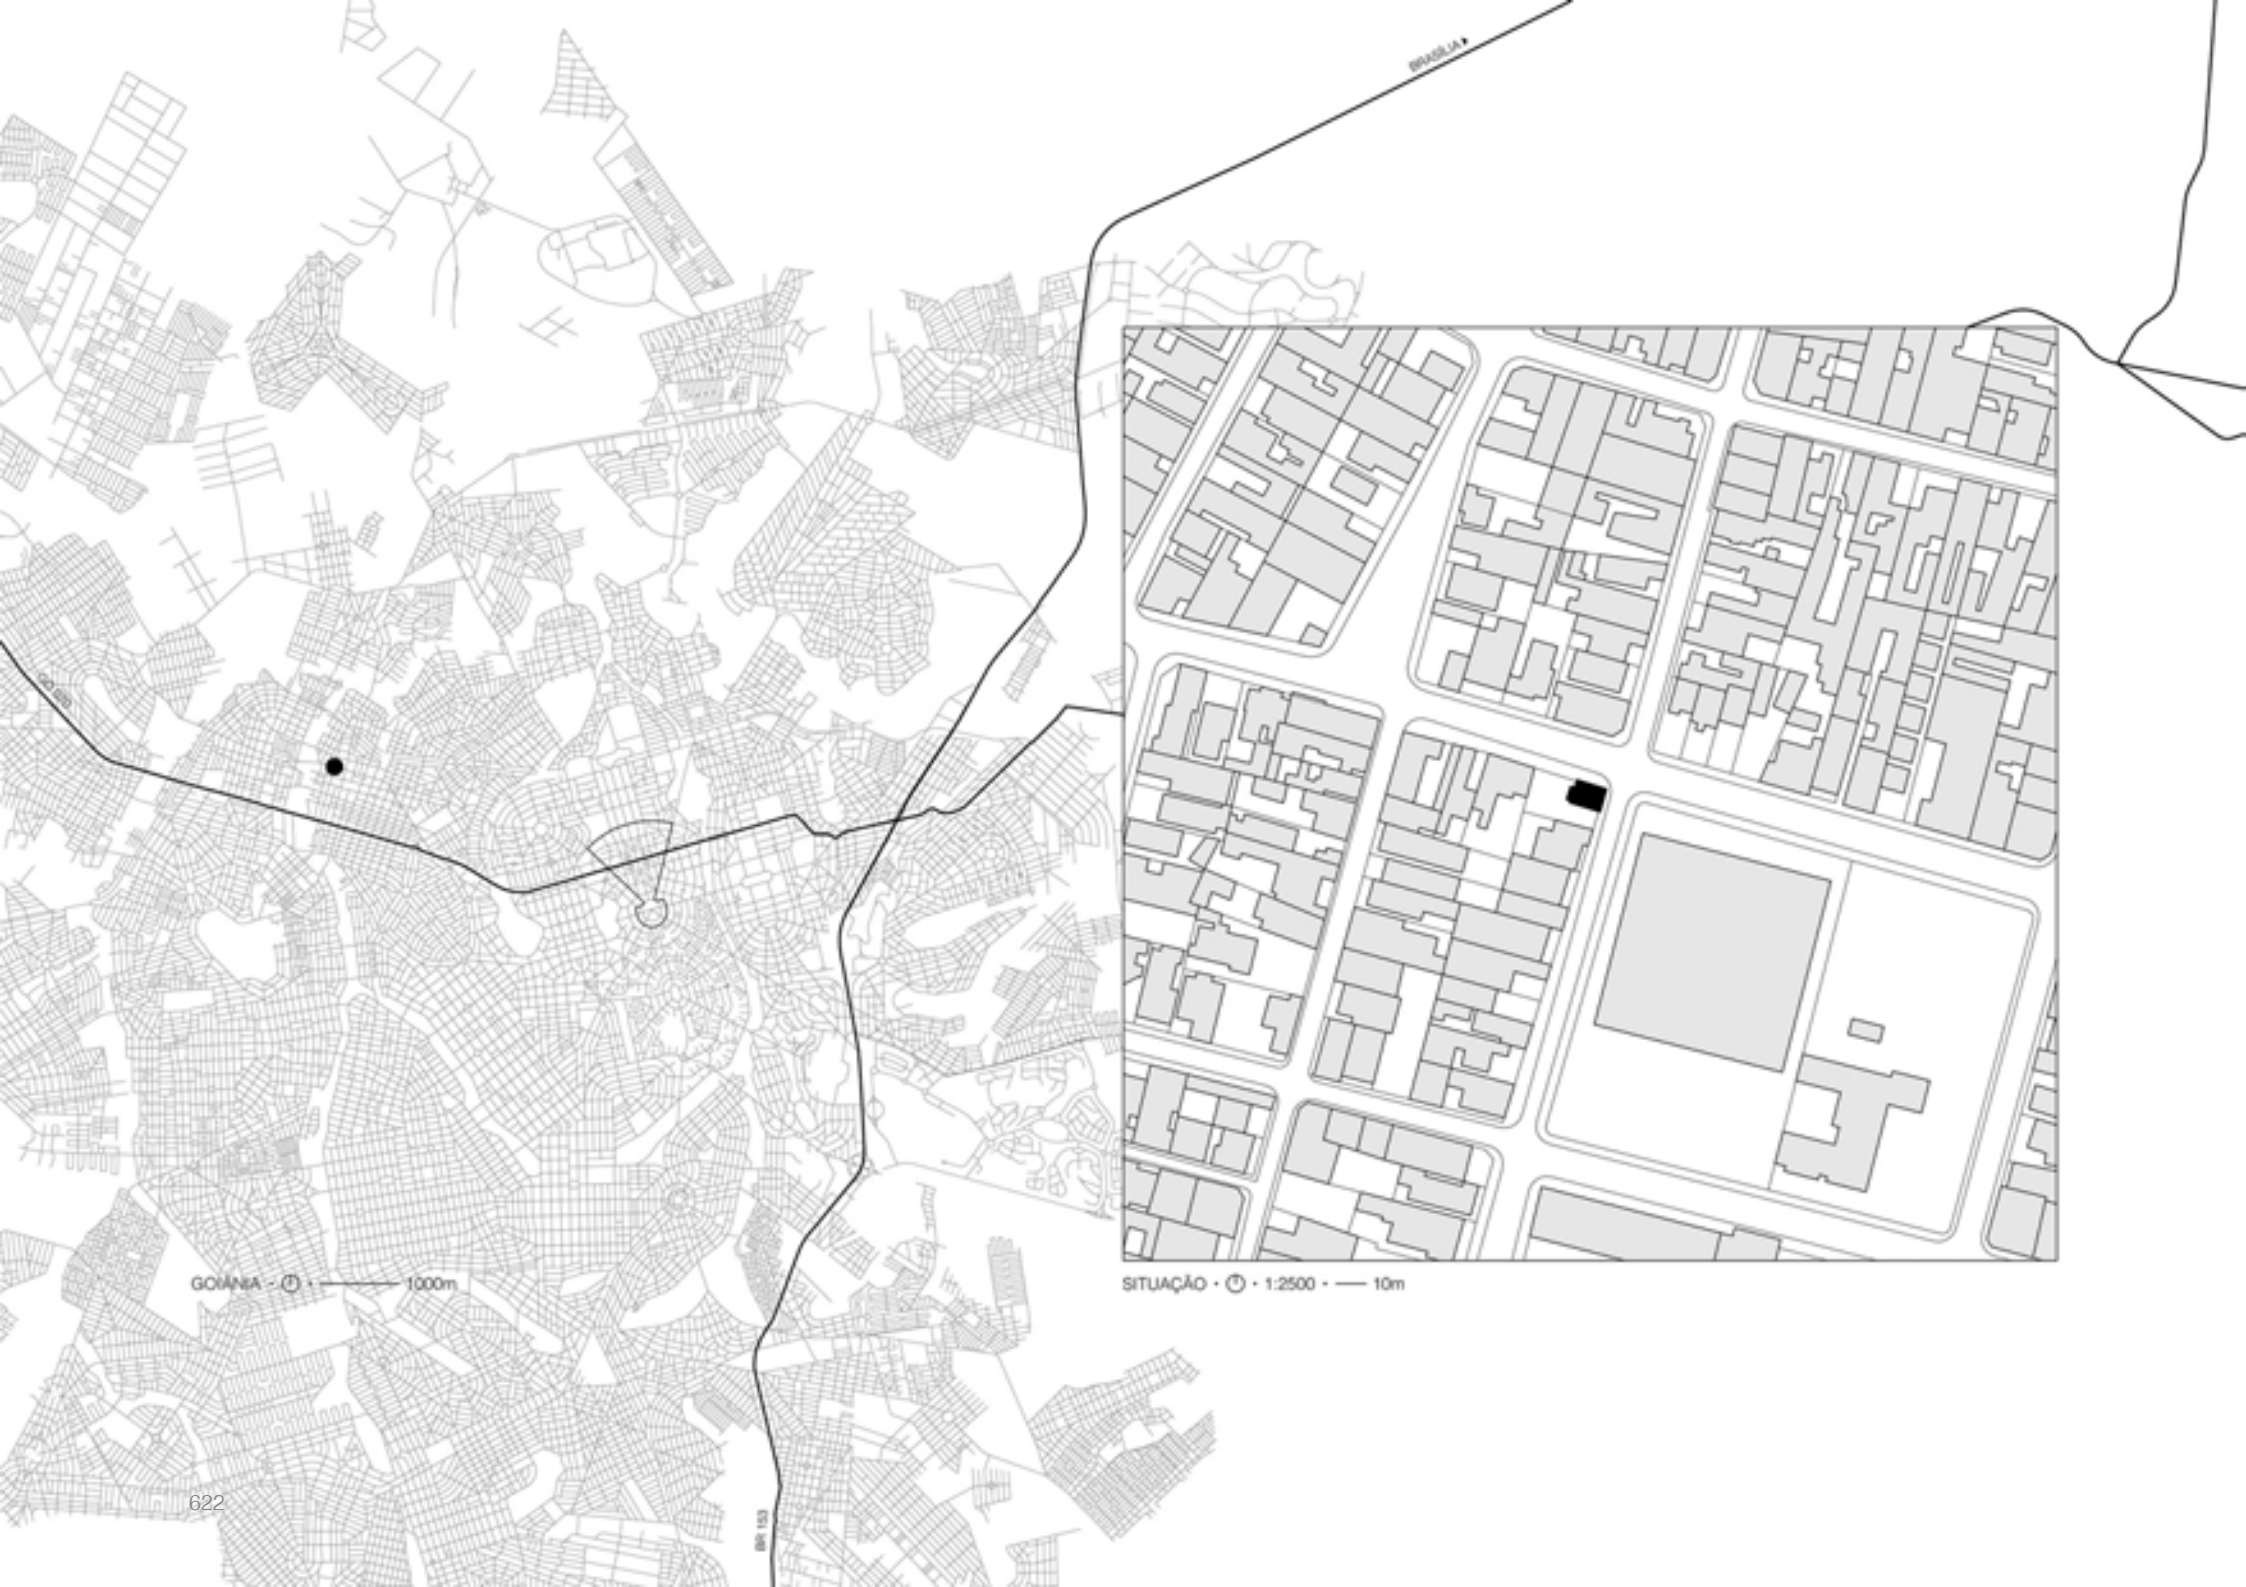 BRASÍLIA
GOIÂNIA · · 1000m
SITUAÇÃO · · 1:2500 · 10m
622
BR 153